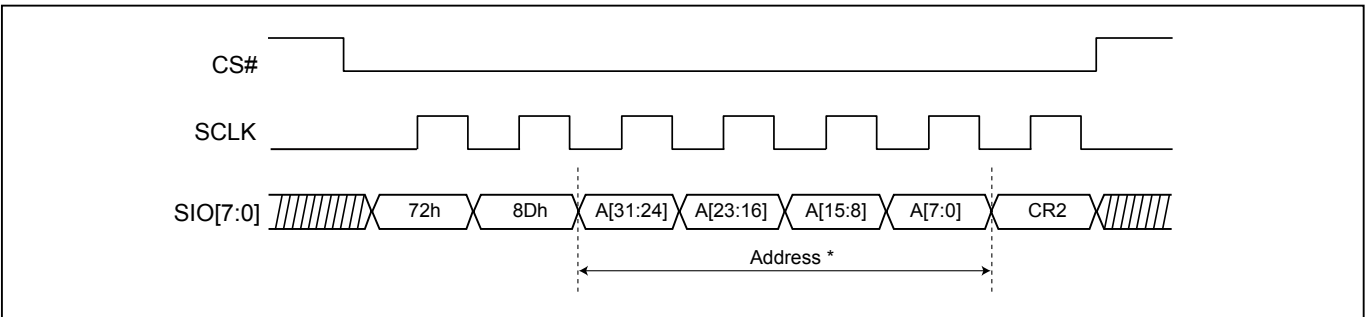 CS#
SCLK
SIO[7:0] 72h 8Dh A[31:24] A[23:16] A[15:8] A[7:0] CR2
Address *